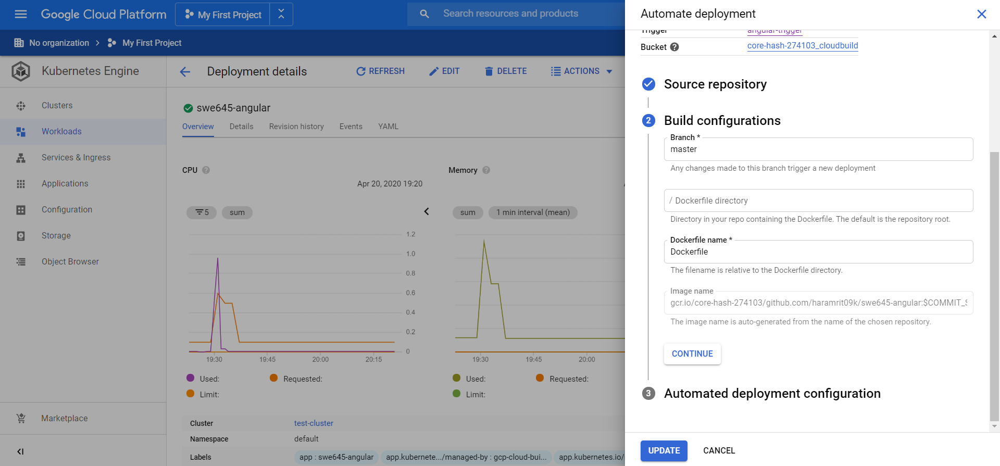 Google Cloud Platform
My First Project
Search resources and products
No organization
My First Project
Kubernetes Engine
Clusters
Workloads
Services & Ingress
Applications
Configuration
Storage
Object Browser
Marketplace
Deployment details
REFRESH
EDIT
DELETE
ACTIONS
swe645-angular
Overview
Details
Revision history
Events
YAML
CPU
Apr 20, 2020 19:20
5
sum
1.2
1.0
0.8
0.6
0.4
0.2
0
19:30
19:45
20:00
20:15
Used:
Requested:
Limit:
Memory
sum
1 min interval (mean)
19:30
19:45
20:00
Used:
Requested:
Limit:
Cluster
test-cluster
Namespace
default
Labels
app : swe645-angular
app.kubernete.../managed-by : gcp-cloud-bui...
app.kubernetes.io/
Automate deployment
Trigger
angular-trigger
Bucket
core-hash-274103_cloudbuild
Source repository
2
Build configurations
Branch *
master
Any changes made to this branch trigger a new deployment
/ Dockerfile directory
Directory in your repo containing the Dockerfile. The default is the repository root.
Dockerfile name *
Dockerfile
The filename is relative to the Dockerfile directory.
Image name
gcr.io/core-hash-274103/github.com/haramrit09k/swe645-angular:$COMMIT_S
The image name is auto-generated from the name of the chosen repository.
CONTINUE
3
Automated deployment configuration
UPDATE
CANCEL